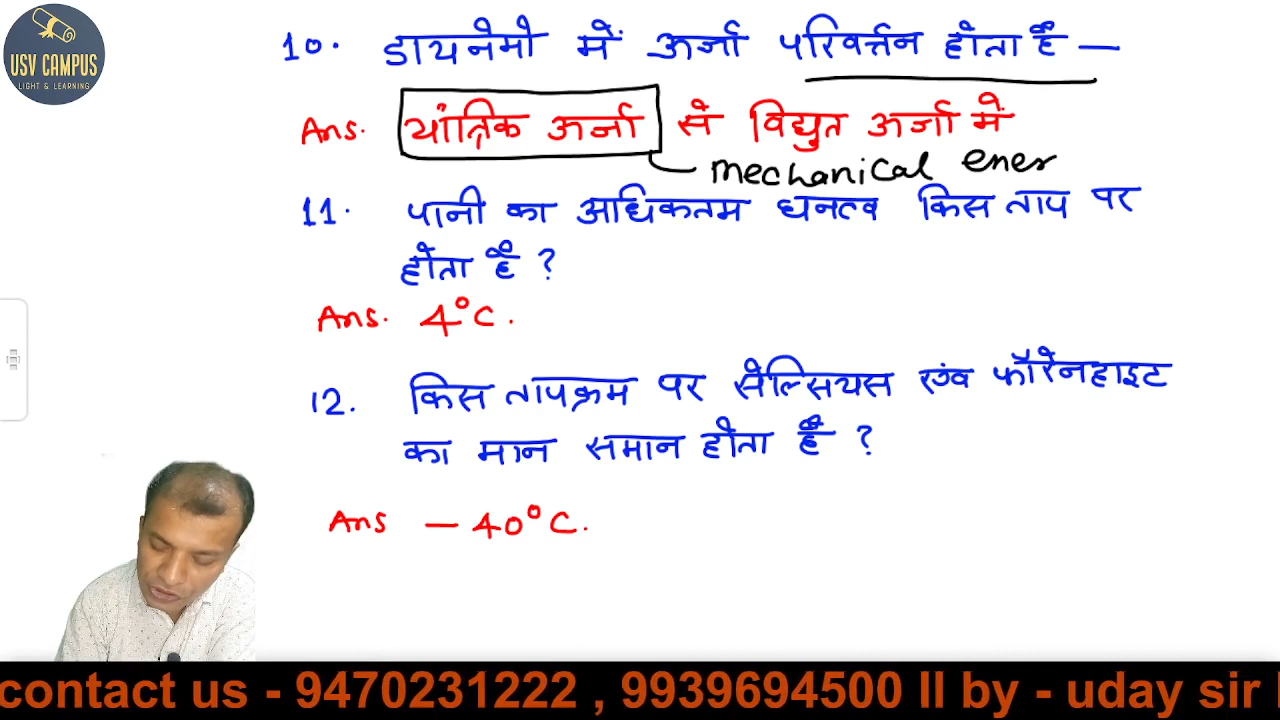 USV CAMPUS
LIGHT & LEARNING
10. डायनेमो में ऊर्जा परिवर्त्तन होता है —
Ans. यांत्रिक ऊर्जा से विद्युत ऊर्जा में
mechanical ener
11. पानी का अधिकतम घनत्व किस ताप पर
होता है ?
Ans. 4°C.
12. किस तापक्रम पर सेल्सियस एवं फॉरेनहाइट
का मान समान होता है ?
Ans — 40°C.
contact us - 9470231222 , 9939694500 ll by - uday sir